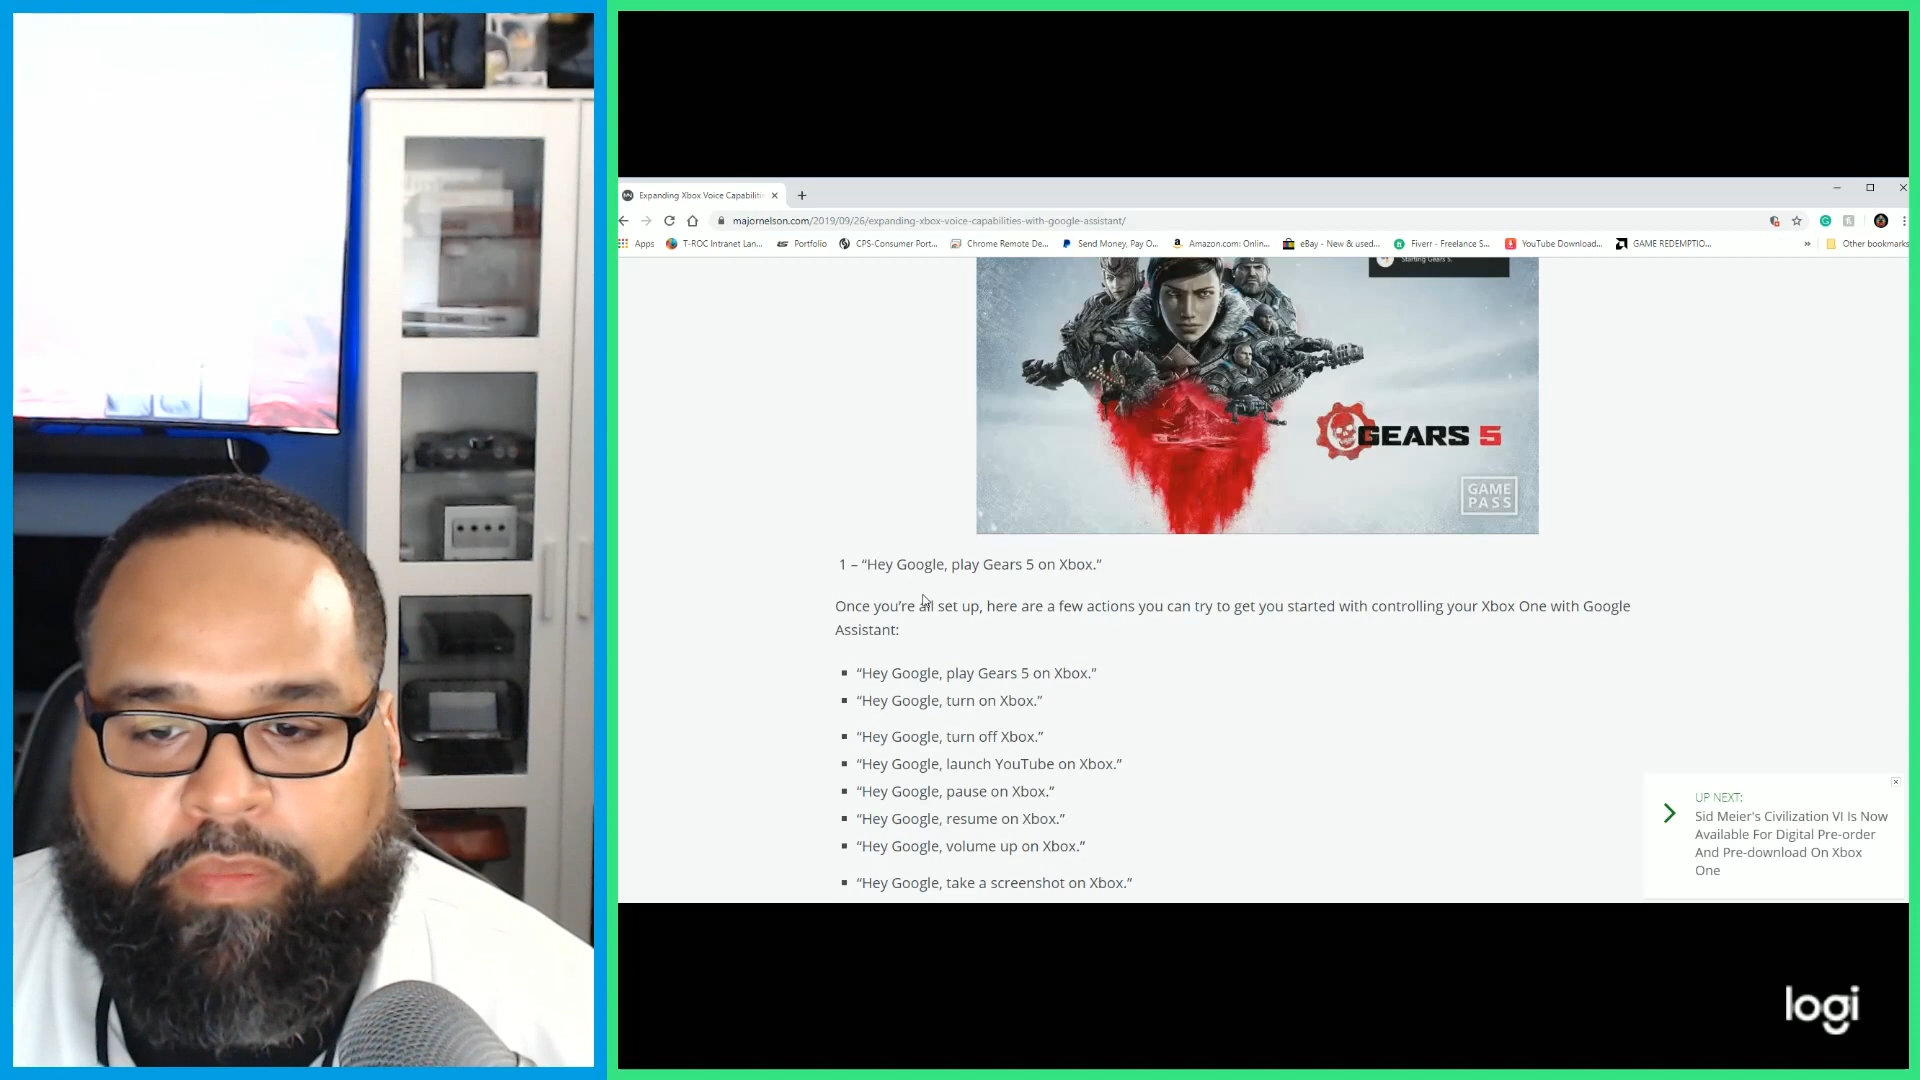 Expanding Xbox Voice Capabiliti
majornelson.com/2019/09/26/expanding-xbox-voice-capabilities-with-google-assistant/
Apps T-ROC Intranet Lan... Portfolio CPS-Consumer Port... Chrome Remote De... Send Money, Pay O... Amazon.com: Onlin... eBay - New & used... Fiverr - Freelance S... YouTube Download... GAME REDEMPTIO... » Other bookmarks
Starting Gears 5.
GEARS 5
GAME
PASS
1 – “Hey Google, play Gears 5 on Xbox.”
Once you’re all set up, here are a few actions you can try to get you started with controlling your Xbox One with Google
Assistant:
“Hey Google, play Gears 5 on Xbox.”
“Hey Google, turn on Xbox.”
“Hey Google, turn off Xbox.”
“Hey Google, launch YouTube on Xbox.”
“Hey Google, pause on Xbox.”
“Hey Google, resume on Xbox.”
“Hey Google, volume up on Xbox.”
“Hey Google, take a screenshot on Xbox.”
UP NEXT:
Sid Meier's Civilization VI Is Now
Available For Digital Pre-order
And Pre-download On Xbox
One
logi